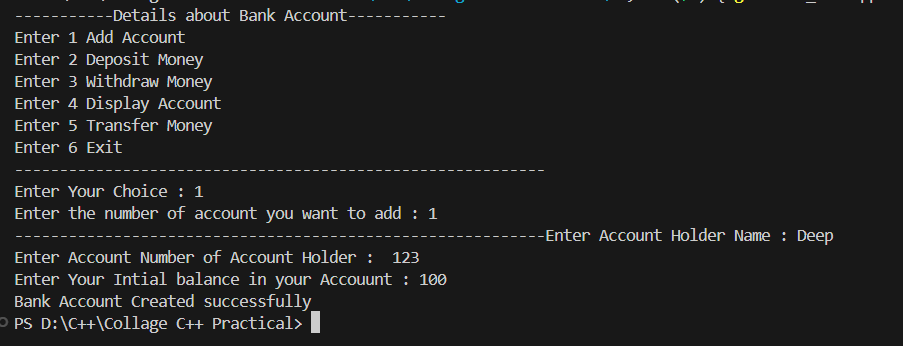 -----------Details about Bank Account-----------
Enter 1 Add Account
Enter 2 Deposit Money
Enter 3 Withdraw Money
Enter 4 Display Account
Enter 5 Transfer Money
Enter 6 Exit
-----------------------------------------------------------
Enter Your Choice : 1
Enter the number of account you want to add : 1
-----------------------------------------------------------Enter Account Holder Name : Deep
Enter Account Number of Account Holder :  123
Enter Your Intial balance in your Accouunt : 100
Bank Account Created successfully
PS D:\C++\Collage C++ Practical>